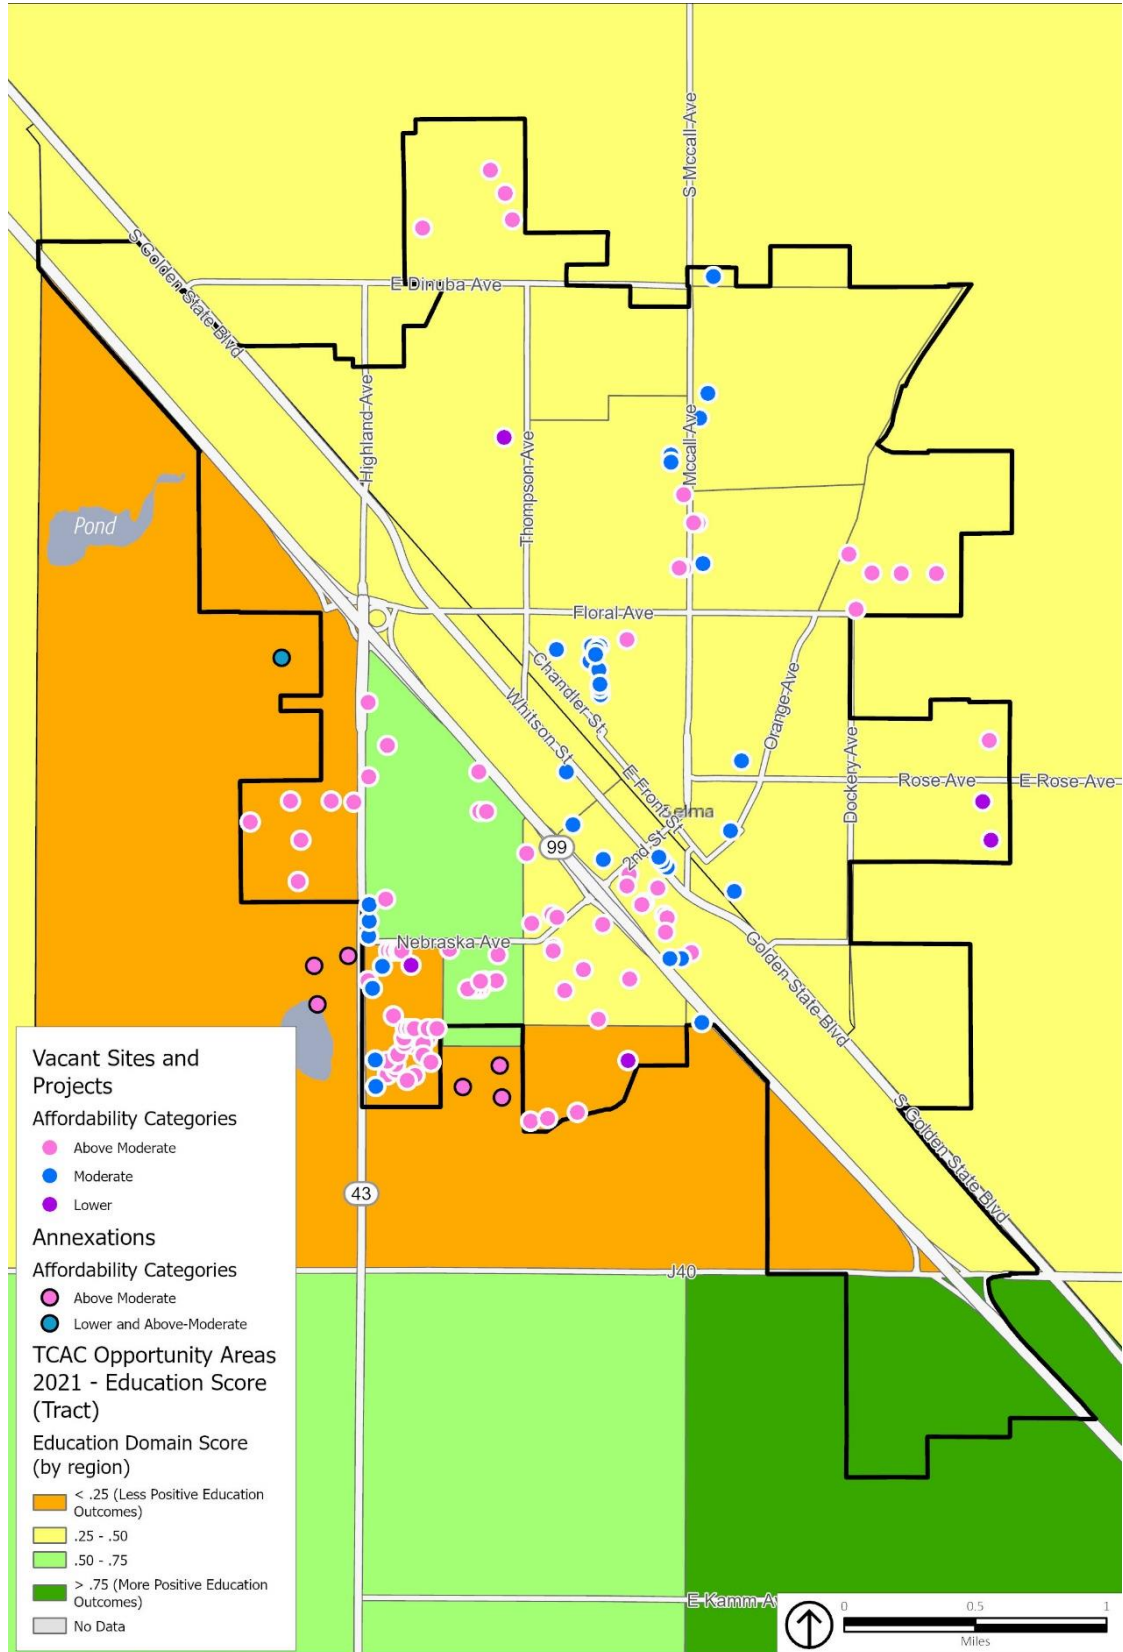 S Mccall Ave
S Golden State Blvd
E Dinuba Ave
Highland Ave
Thompson Ave
Mccall Ave
Pond
Floral Ave
Chandler St
Whitson St
Orange Ave
E Front St
Dockery Ave
Rose Ave
E Rose Ave
Selma
2nd St
99
Nebraska Ave
Golden State Blvd
S Golden State Blvd
43
J40
E Kamm Av
Vacant Sites and
Projects
Affordability Categories
Above Moderate
Moderate
Lower
Annexations
Affordability Categories
Above Moderate
Lower and Above-Moderate
TCAC Opportunity Areas
2021 - Education Score
(Tract)
Education Domain Score
(by region)
< .25 (Less Positive Education
Outcomes)
.25 - .50
.50 - .75
> .75 (More Positive Education
Outcomes)
No Data
0 0.5 1
Miles